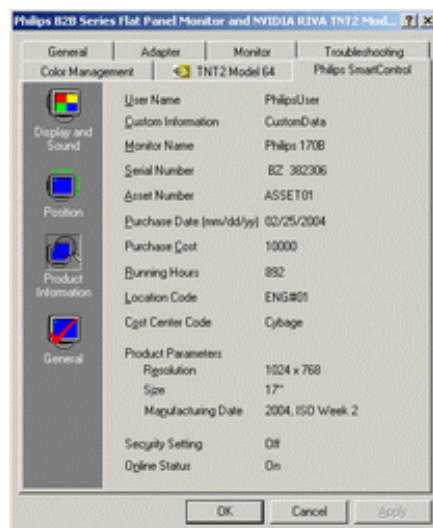 Philips B2B Series Flat Panel Monitor and NVIDIA RIVA TNT2 Mod...
General Adapter Monitor Troubleshooting
Color Management TNT2 Model 64 Philips SmartControl
Display and Sound
Position
Product Information
General
User Name PhilipsUser
Custom Information CustomData
Monitor Name Philips 170B
Serial Number BZ 382306
Asset Number ASSET01
Purchase Date (mm/dd/yy) 02/25/2004
Purchase Cost 10000
Running Hours 892
Location Code ENG#01
Cost Center Code Cybage
Product Parameters
Resolution 1024 x 768
Size 17"
Manufacturing Date 2004, ISO Week 2
Security Setting Off
Online Status On
OK Cancel Apply